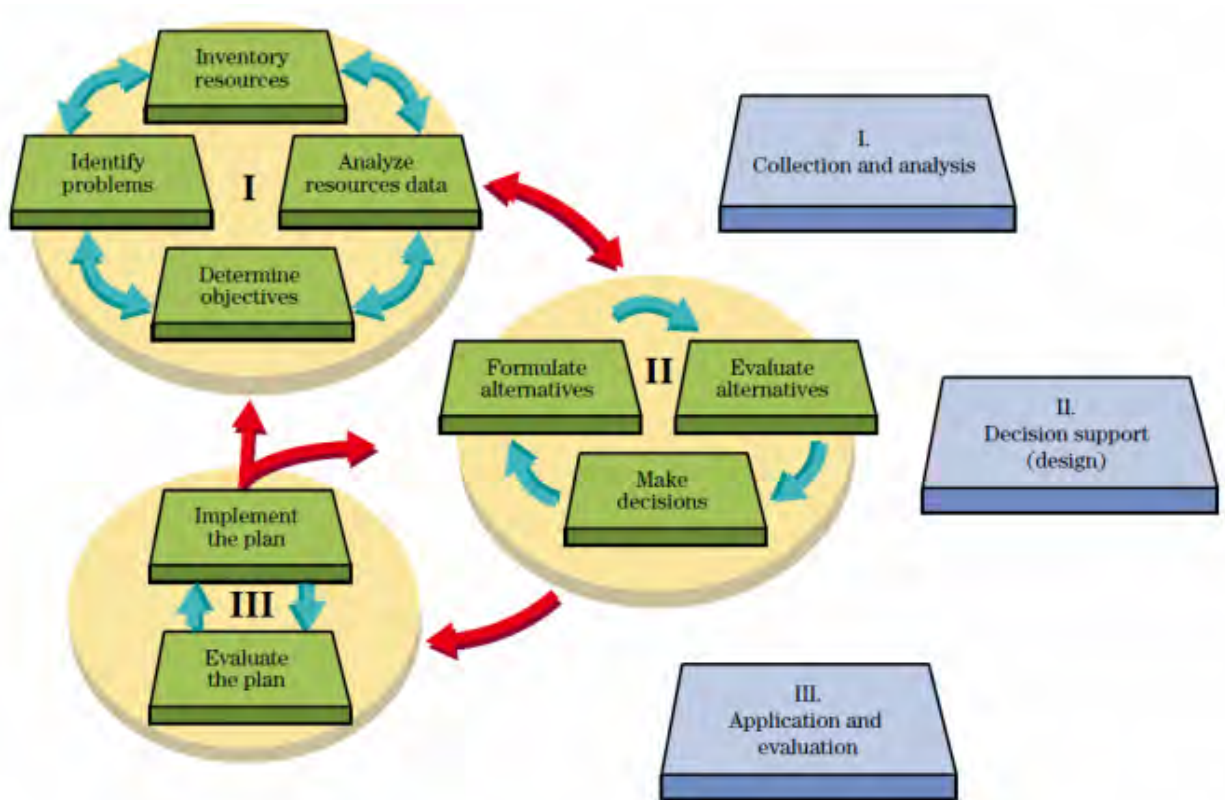 Inventory
resources
Identify
problems
I
Analyze
resources data
Determine
objectives
I.
Collection and analysis
Formulate
alternatives
II
Evaluate
alternatives
Make
decisions
II.
Decision support
(design)
Implement
the plan
III
Evaluate
the plan
III.
Application and
evaluation